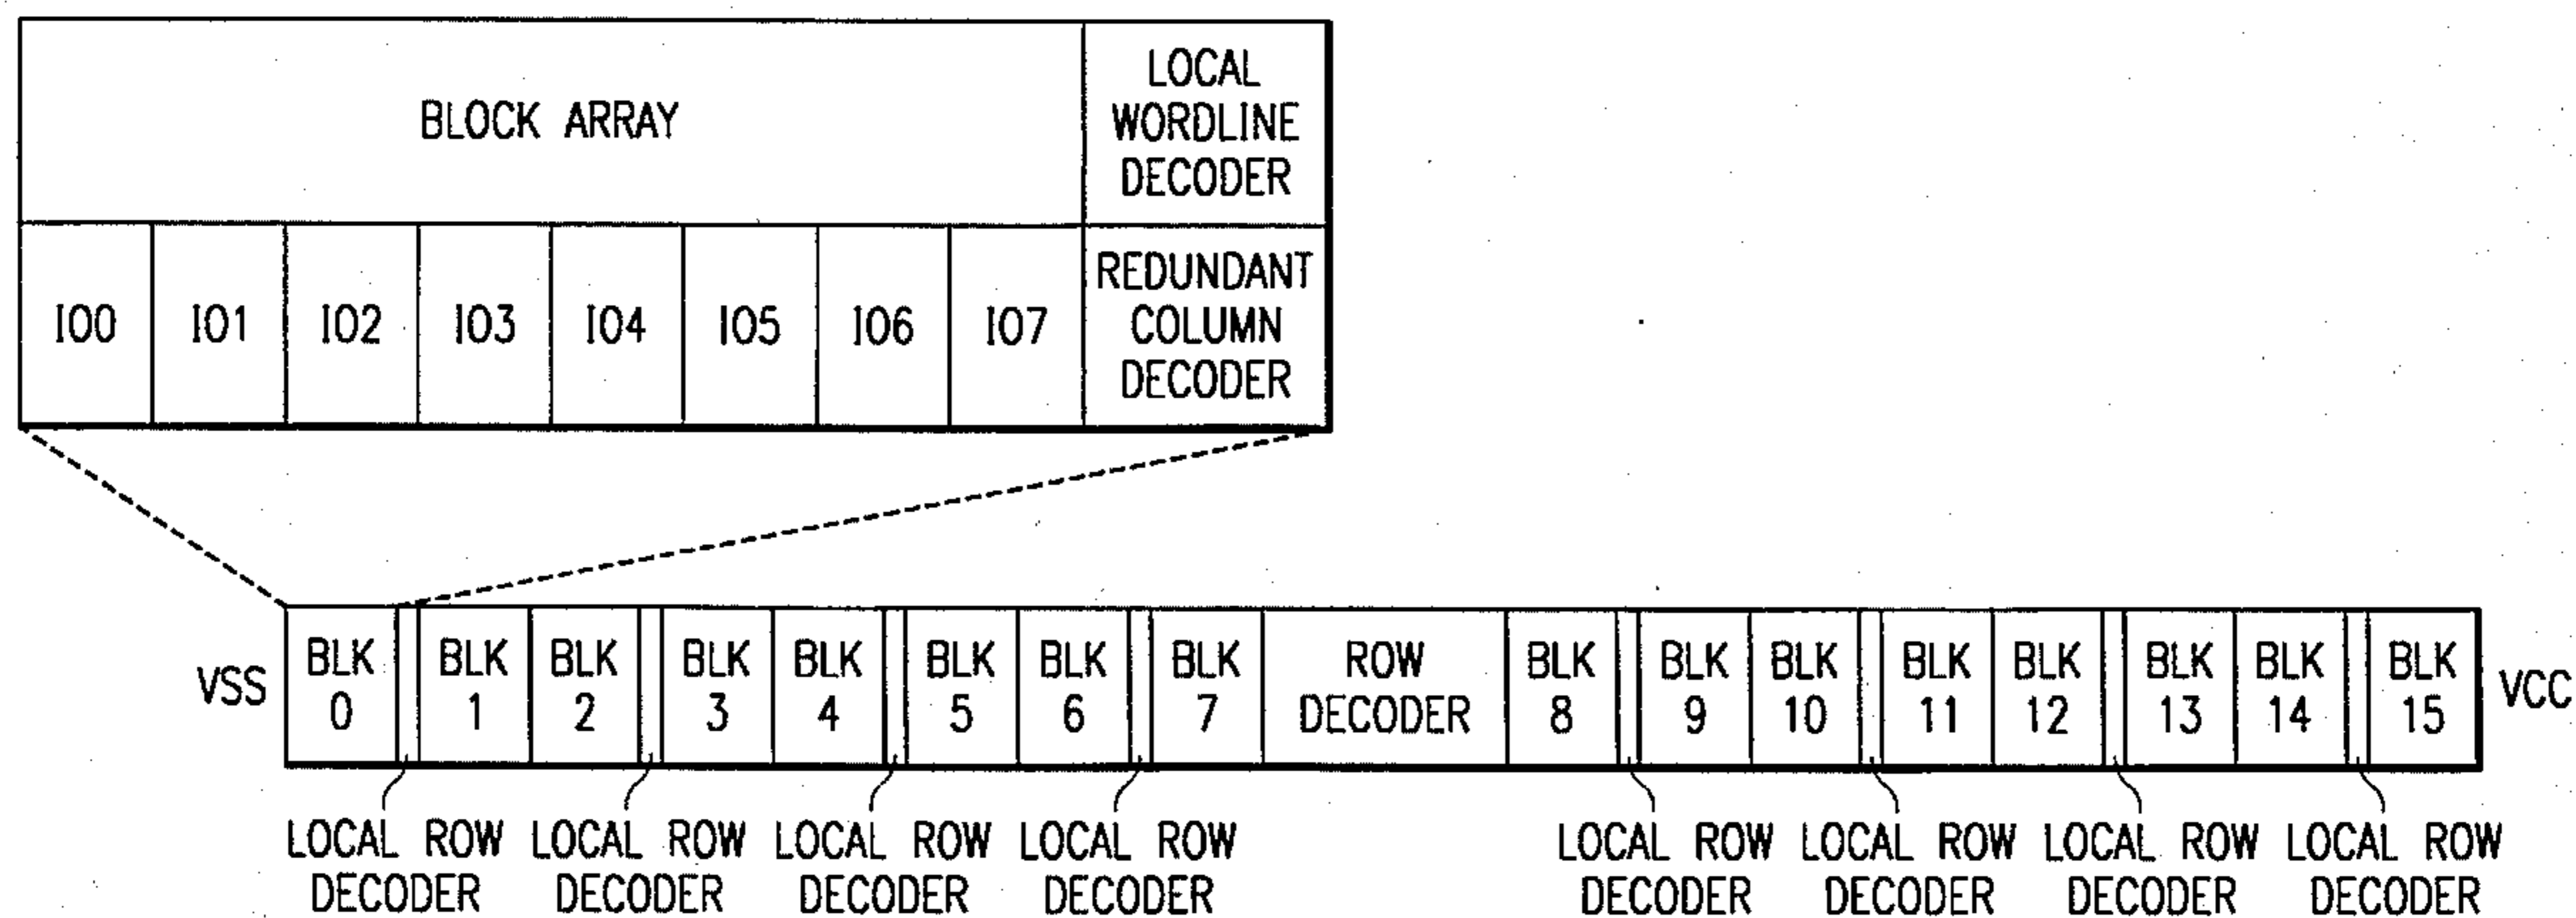 BLOCK ARRAY
LOCAL
WORDLINE
DECODER
IO0 IO1 IO2 IO3 IO4 IO5 IO6 IO7
REDUNDANT
COLUMN
DECODER
VSS
BLK
0
BLK
1
BLK
2
BLK
3
BLK
4
BLK
5
BLK
6
BLK
7
ROW
DECODER
BLK
8
BLK
9
BLK
10
BLK
11
BLK
12
BLK
13
BLK
14
BLK
15
VCC
LOCAL ROW
DECODER
LOCAL ROW
DECODER
LOCAL ROW
DECODER
LOCAL ROW
DECODER
LOCAL ROW
DECODER
LOCAL ROW
DECODER
LOCAL ROW
DECODER
LOCAL ROW
DECODER